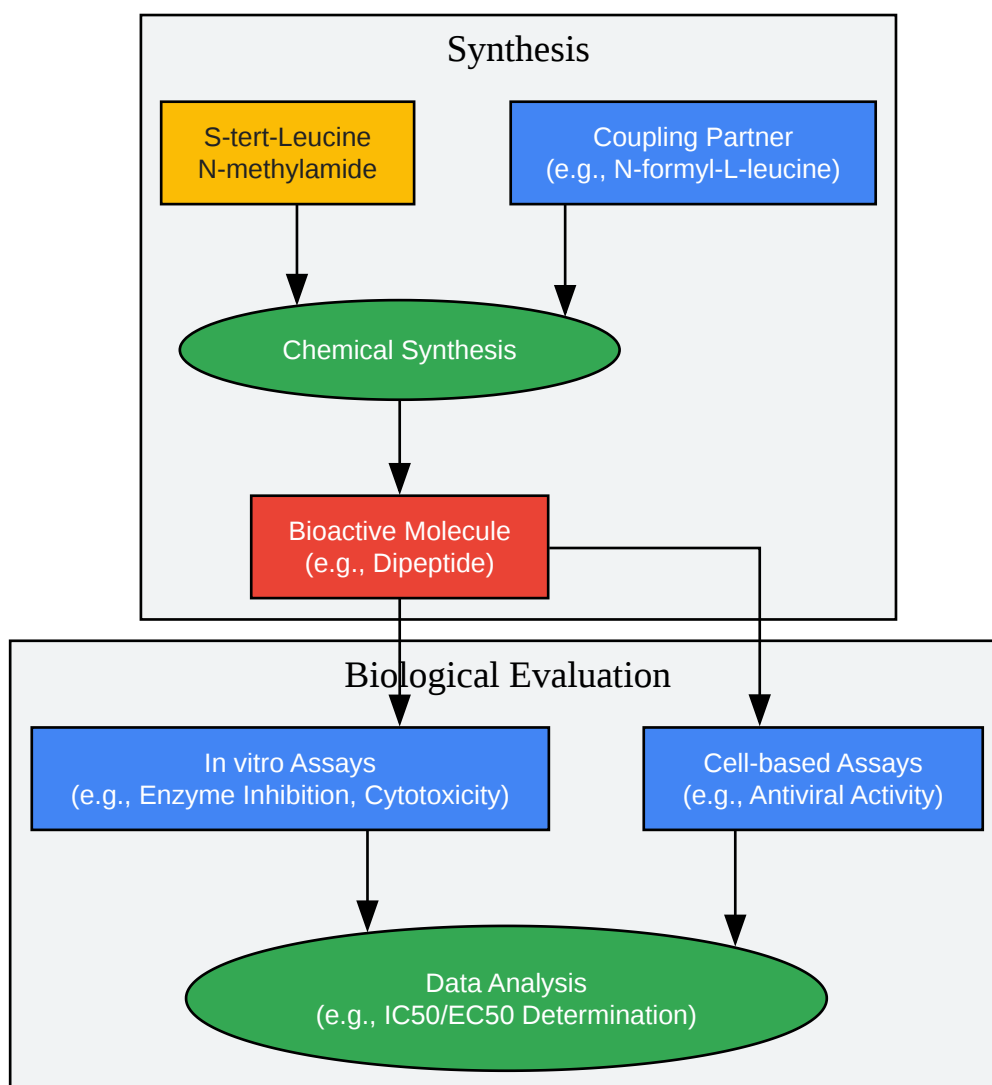 Synthesis
S-tert-Leucine
N-methylamide
Coupling Partner
(e.g., N-formyl-L-leucine)
Chemical Synthesis
Bioactive Molecule
(e.g., Dipeptide)
Biological Evaluation
In vitro Assays
(e.g., Enzyme Inhibition, Cytotoxicity)
Cell-based Assays
(e.g., Antiviral Activity)
Data Analysis
(e.g., IC50/EC50 Determination)